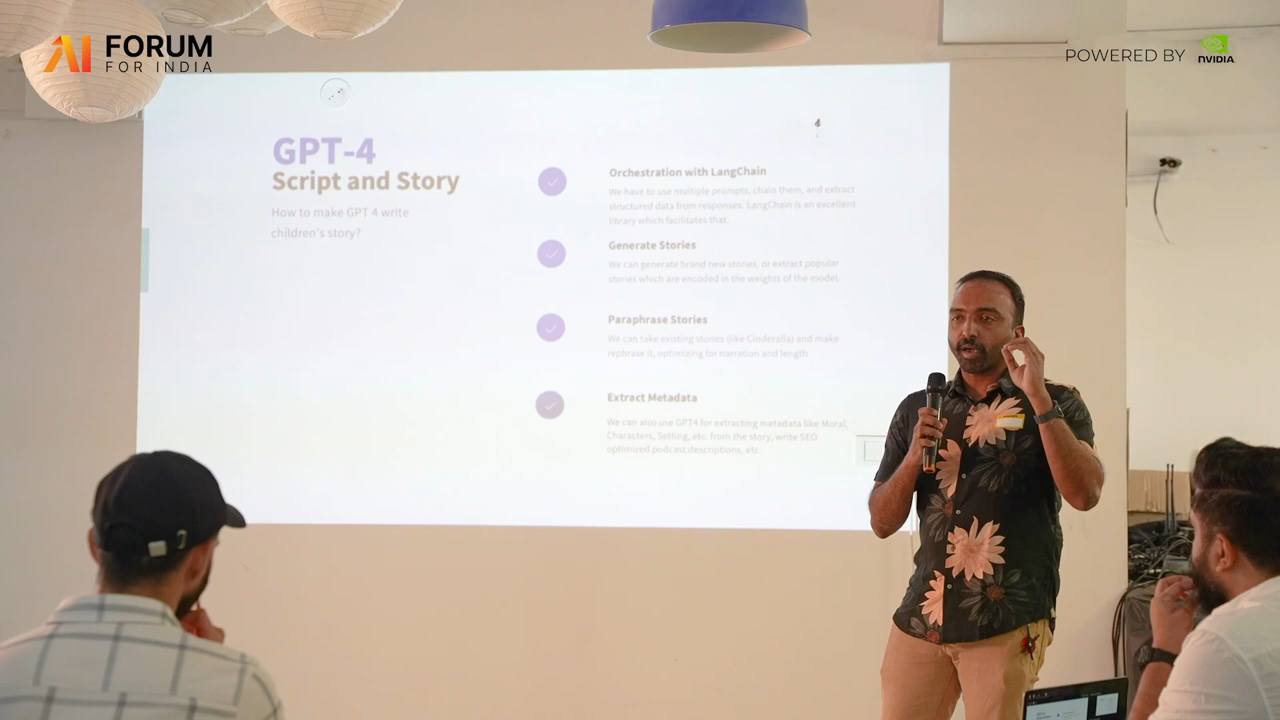 AI FORUM
FOR INDIA
POWERED BY NVIDIA
4
GPT-4
Script and Story
How to make GPT 4 write
children's story?
Orchestration with LangChain
We have to use multiple prompts, chain them, and extract
structured data from responses. LangChain is an excellent
library which facilitates that.
Generate Stories
We can generate brand new stories, or extract popular
stories which are encoded in the weights of the model.
Paraphrase Stories
We can take existing stories (like Cinderalla) and make
rephrase it, optimizing for narration and length
Extract Metadata
We can also use GPT4 for extracting metadata like Moral,
Characters, Setting, etc. from the story, write SEO
optimized podcast descriptions, etc.